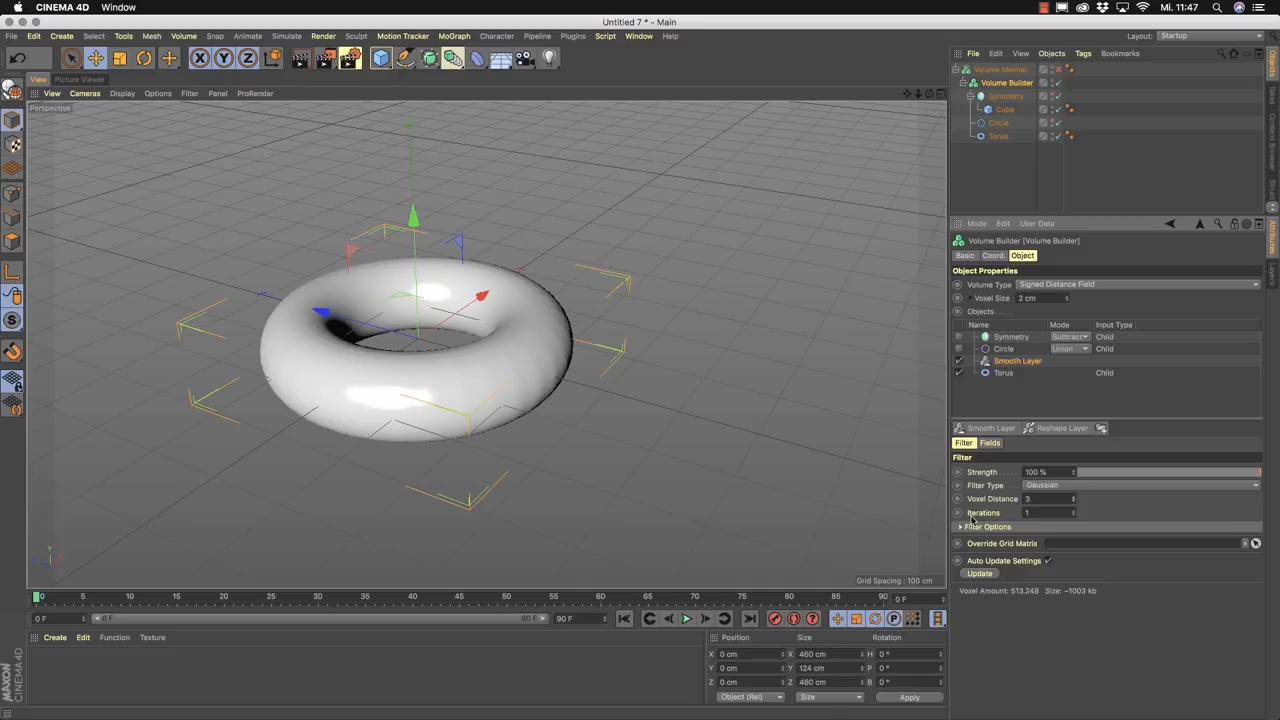 CINEMA 4D Window Mi. 11:47
Untitled 7 * - Main
File Edit Create Select Tools Mesh Volume Snap Animate Simulate Render Sculpt Motion Tracker MoGraph Character Pipeline Plugins Script Window Help Layout: Startup
File Edit View Objects Tags Bookmarks
X Y Z
View Picture Viewer
View Cameras Display Options Filter Panel ProRender
Perspective
Volume Mesher
Volume Builder
Symmetry
Cube
Circle
Torus
Objects
Takes
Content Browser
Struct
Mode Edit User Data
Volume Builder [Volume Builder]
Basic Coord. Object
Attributes
Layers
Object Properties
Volume Type Signed Distance Field
Voxel Size 2 cm
Objects
Name Mode Input Type
Symmetry Subtract Child
Circle Union Child
Smooth Layer
Torus Child
Smooth Layer Reshape Layer
Filter Fields
Filter
Strength 100 %
Filter Type Gaussian
Voxel Distance 3
Iterations 1
Filter Options
Override Grid Matrix
Auto Update Settings
Update
Voxel Amount: 513.248 Size: ~1003 kb
Y
Grid Spacing : 100 cm
0 5 10 15 20 25 30 35 40 45 50 55 60 65 70 75 80 85 90 0 F
0 F 0 F 90 F 90 F
Create Edit Function Texture
Position Size Rotation
X 0 cm X 460 cm H 0 °
Y 0 cm Y 124 cm P 0 °
Z 0 cm Z 460 cm B 0 °
Object (Rel) Size Apply
MAXON
CINEMA 4D